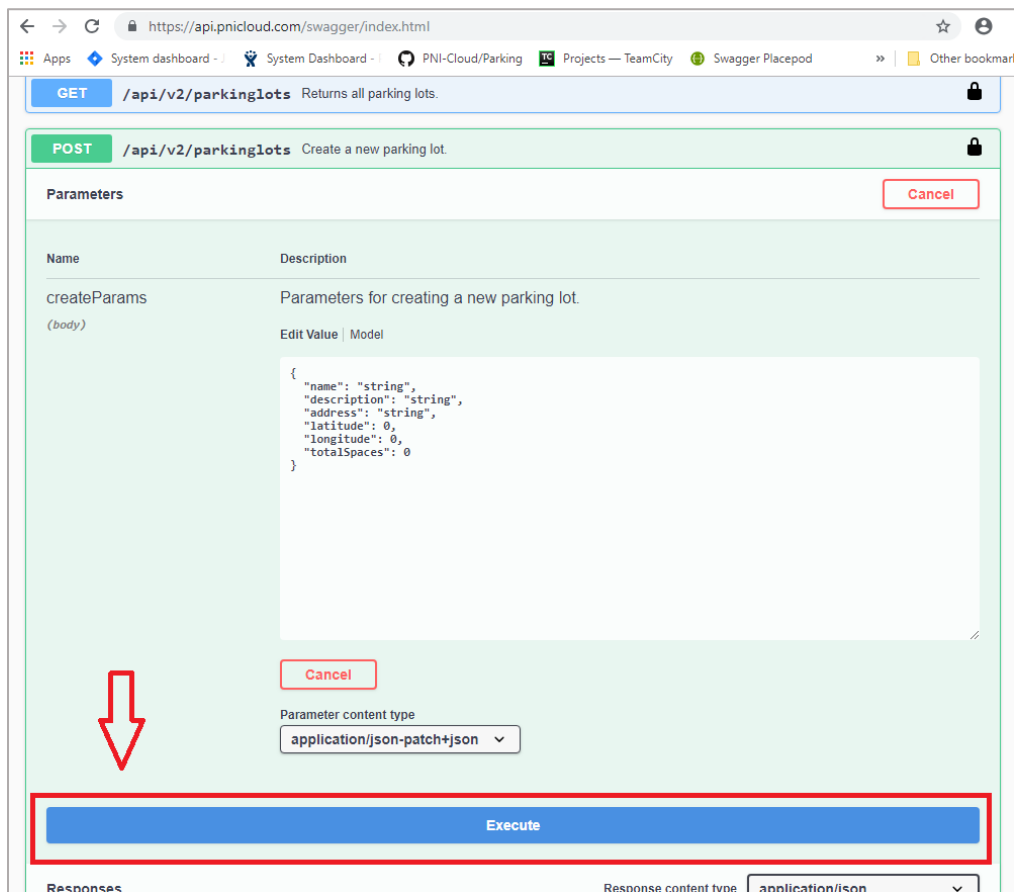 https://api.pnicloud.com/swagger/index.html
Apps System dashboard - System Dashboard - PNI-Cloud/Parking TC Projects — TeamCity Swagger Placepod » Other bookmar
GET /api/v2/parkinglots Returns all parking lots.
POST /api/v2/parkinglots Create a new parking lot.
Parameters Cancel
Name Description
createParams Parameters for creating a new parking lot.
(body)
Edit Value Model
{
"name": "string",
"description": "string",
"address": "string",
"latitude": 0,
"longitude": 0,
"totalSpaces": 0
}
Cancel
Parameter content type
application/json-patch+json
Execute
Responses Response content type application/json